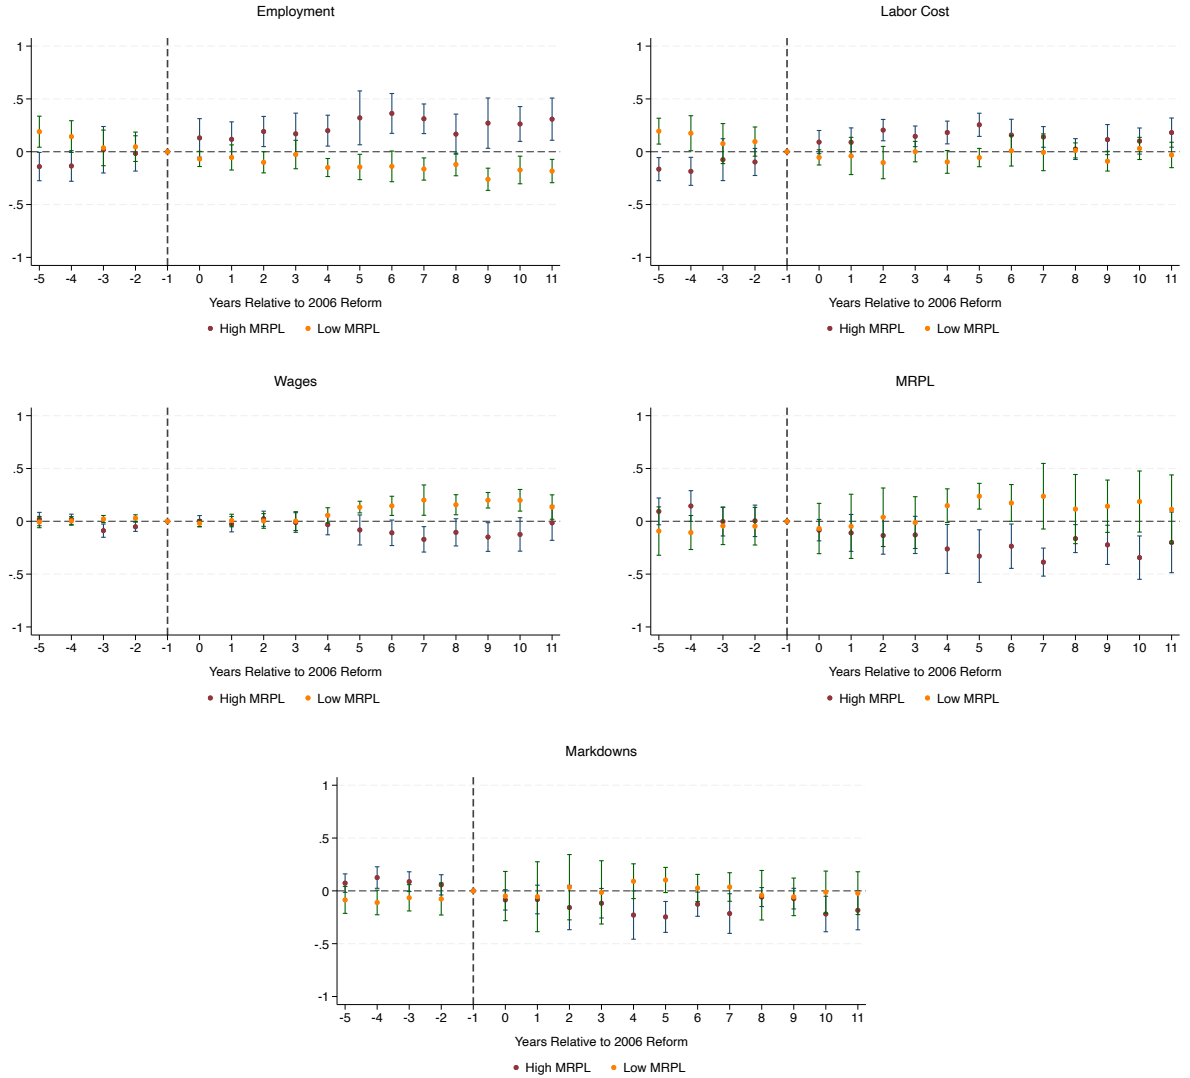 Employment
1
.5
0
-.5
-1
-5 -4 -3 -2 -1 0 1 2 3 4 5 6 7 8 9 10 11
Years Relative to 2006 Reform
High MRPL Low MRPL
Labor Cost
1
.5
0
-.5
-1
-5 -4 -3 -2 -1 0 1 2 3 4 5 6 7 8 9 10 11
Years Relative to 2006 Reform
High MRPL Low MRPL
Wages
1
.5
0
-.5
-1
-5 -4 -3 -2 -1 0 1 2 3 4 5 6 7 8 9 10 11
Years Relative to 2006 Reform
High MRPL Low MRPL
MRPL
1
.5
0
-.5
-1
-5 -4 -3 -2 -1 0 1 2 3 4 5 6 7 8 9 10 11
Years Relative to 2006 Reform
High MRPL Low MRPL
Markdowns
1
.5
0
-.5
-1
-5 -4 -3 -2 -1 0 1 2 3 4 5 6 7 8 9 10 11
Years Relative to 2006 Reform
High MRPL Low MRPL